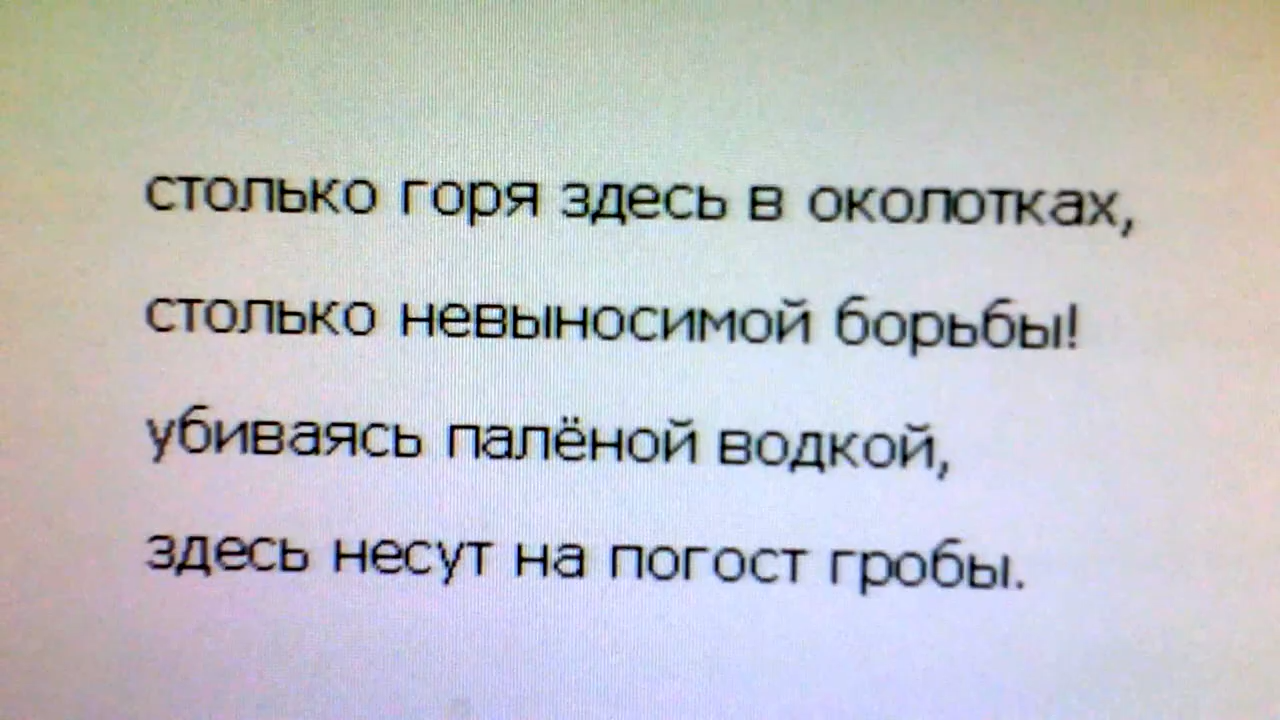 столько горя здесь в околотках,
столько невыносимой борьбы!
убиваясь палёной водкой,
здесь несут на погост гробы.